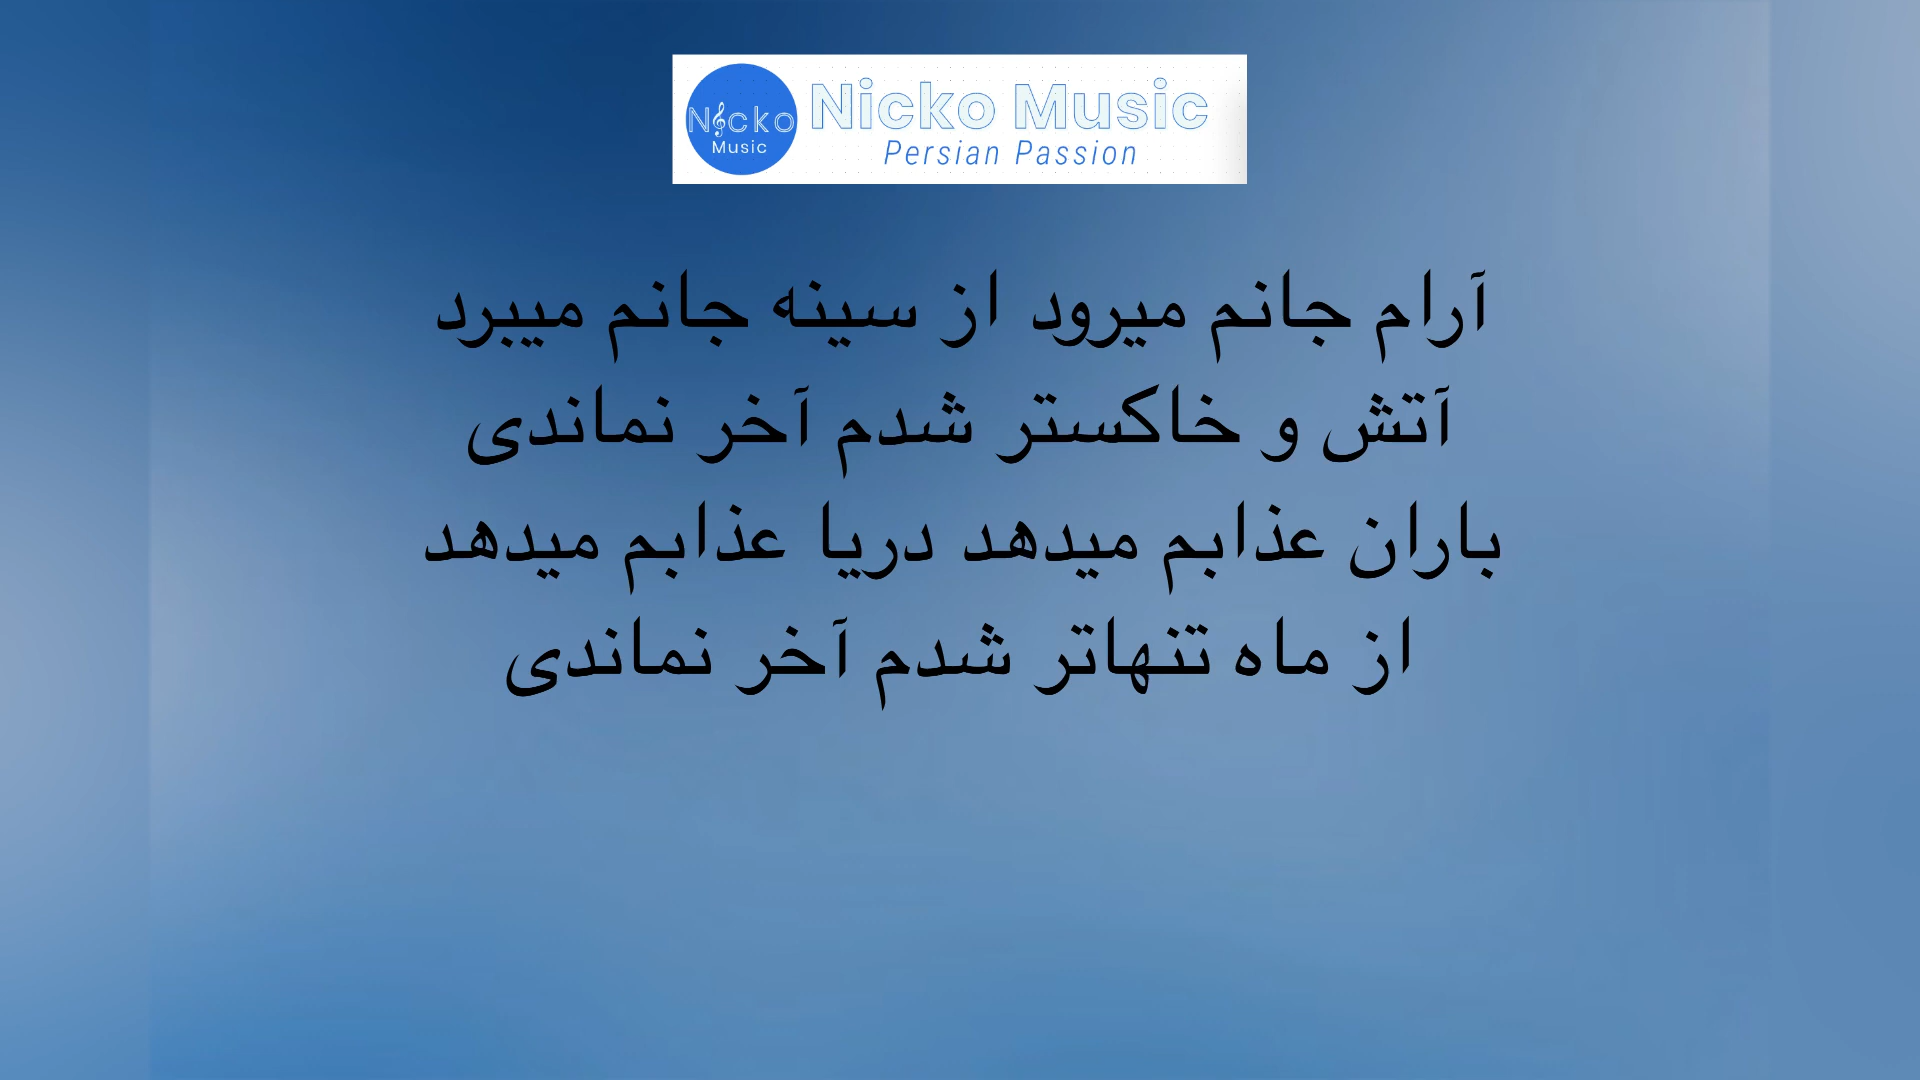 Nicko
Music
Nicko Music
Persian Passion
آرام جانم میرود از سینه جانم میبرد
آتش و خاکستر شدم آخر نماندی
باران عذابم میدهد دریا عذابم میدهد
از ماه تنهاتر شدم آخر نماندی